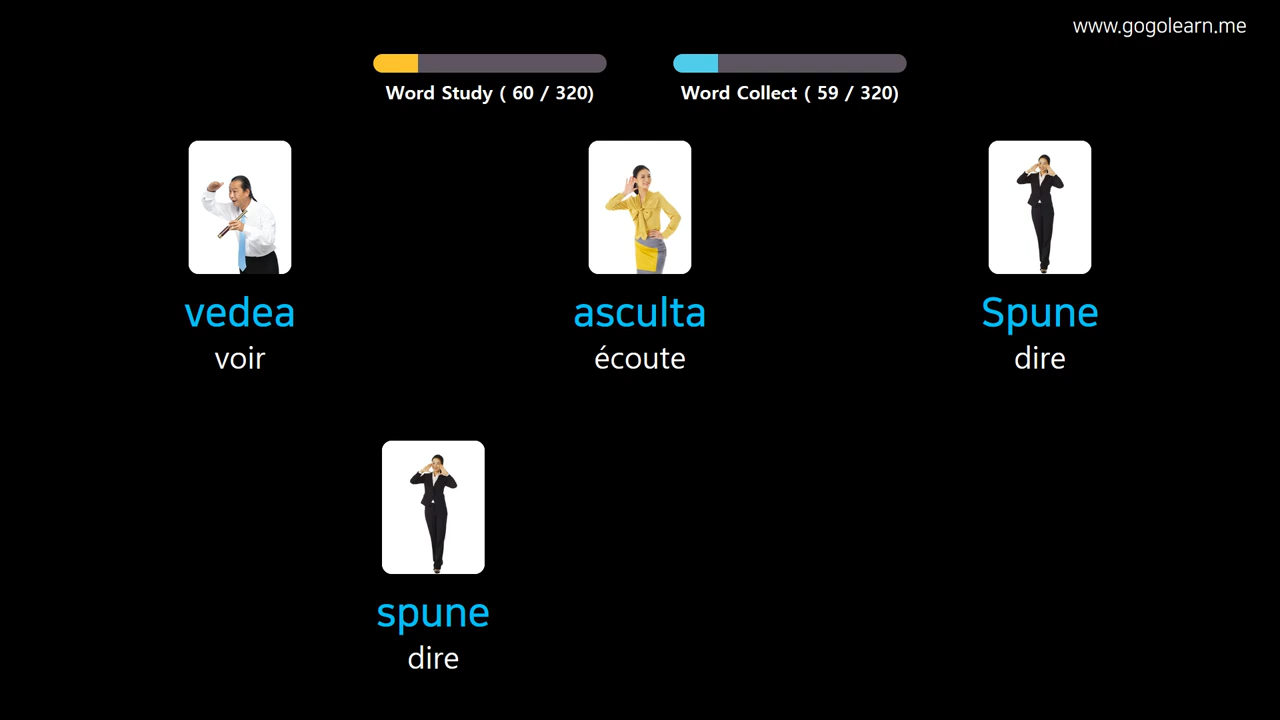 www.gogolearn.me
Word Study ( 60 / 320)
Word Collect ( 59 / 320)
vedea
voir
asculta
écoute
Spune
dire
spune
dire